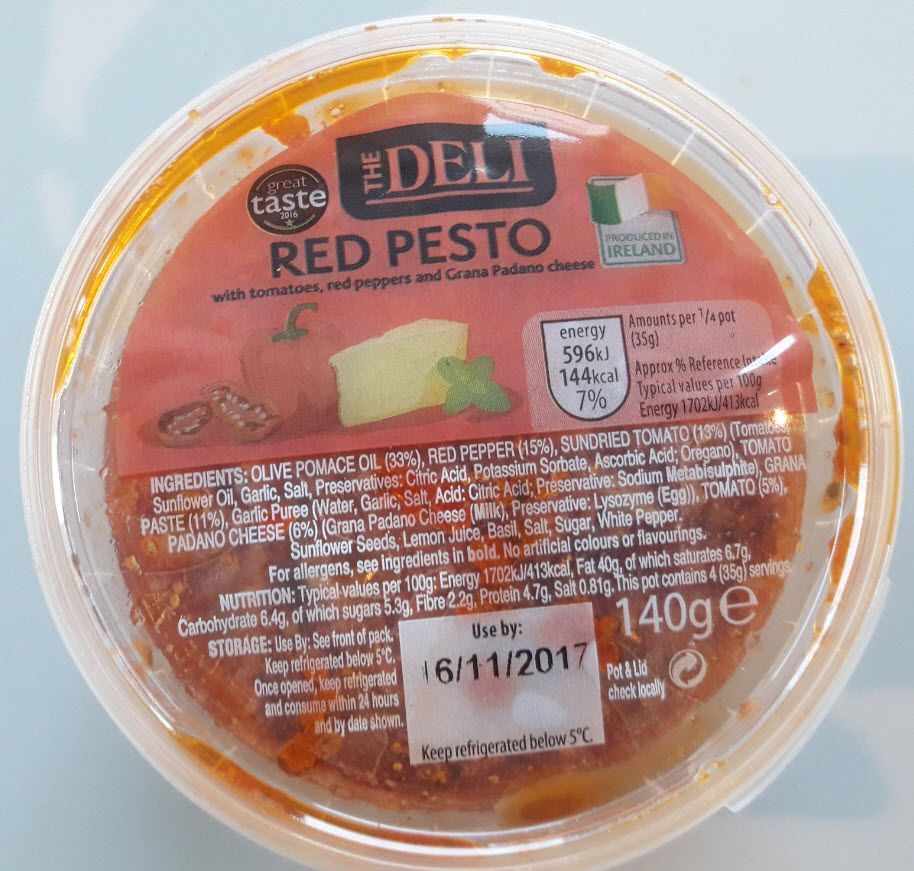 great
taste
2016
THE DELI
RED PESTO
with tomatoes, red peppers and Grana Padano cheese
PRODUCED IN
IRELAND
energy
596kJ
144kcal
7%
Amounts per 1/4 pot
(35g)
Approx % Reference Intake
Typical values per 100g
Energy 1702kJ/413kcal
INGREDIENTS: OLIVE POMACE OIL (33%), RED PEPPER (15%), SUNDRIED TOMATO (13%) (Tomatoes,
Sunflower Oil, Garlic, Salt, Preservatives: Citric Acid, Potassium Sorbate, Ascorbic Acid; Oregano), TOMATO
PASTE (11%), Garlic Puree (Water, Garlic, Salt, Acid: Citric Acid; Preservative: Sodium Metabisulphite), GRANA
PADANO CHEESE (6%) (Grana Padano Cheese (Milk), Preservative: Lysozyme (Egg)), TOMATO (5%),
Sunflower Seeds, Lemon Juice, Basil, Salt, Sugar, White Pepper.
For allergens, see ingredients in bold. No artificial colours or flavourings.
NUTRITION: Typical values per 100g: Energy 1702kJ/413kcal, Fat 40g, of which saturates 6.7g,
Carbohydrate 6.4g, of which sugars 5.3g, Fibre 2.2g, Protein 4.7g, Salt 0.81g. This pot contains 4 (35g) servings.
STORAGE: Use By: See front of pack.
Keep refrigerated below 5°C.
Once opened, keep refrigerated
and consume within 24 hours
and by date shown.
Use by:
16/11/2017
Keep refrigerated below 5°C.
140g e
Pot & Lid
check locally